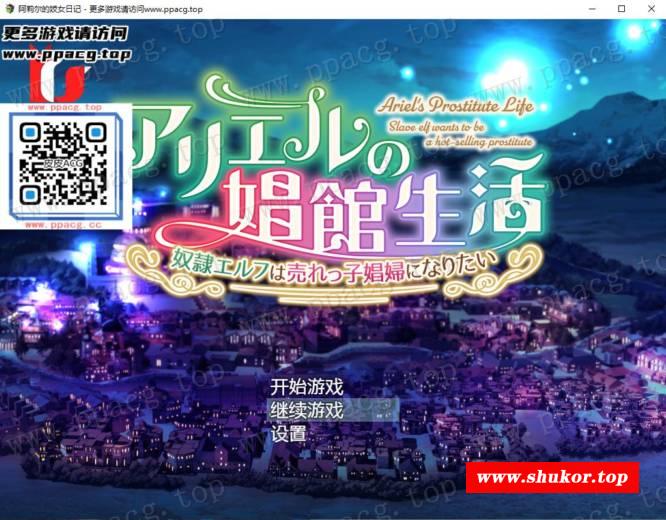 阿莉尔的妓女日记 - 更多游戏请访问www.ppacg.top
更多游戏请访问
www.ppacg.top
www.ppacg.top
皮皮ACG
www.ppacg.cc
アリエルの
娼館生活
Ariel's Prostitute Life
Slave elf wants to be
a hot-selling prostitute
奴隷エルフは売れっ子娼婦になりたい
开始游戏
继续游戏
设置
www.shukor.top